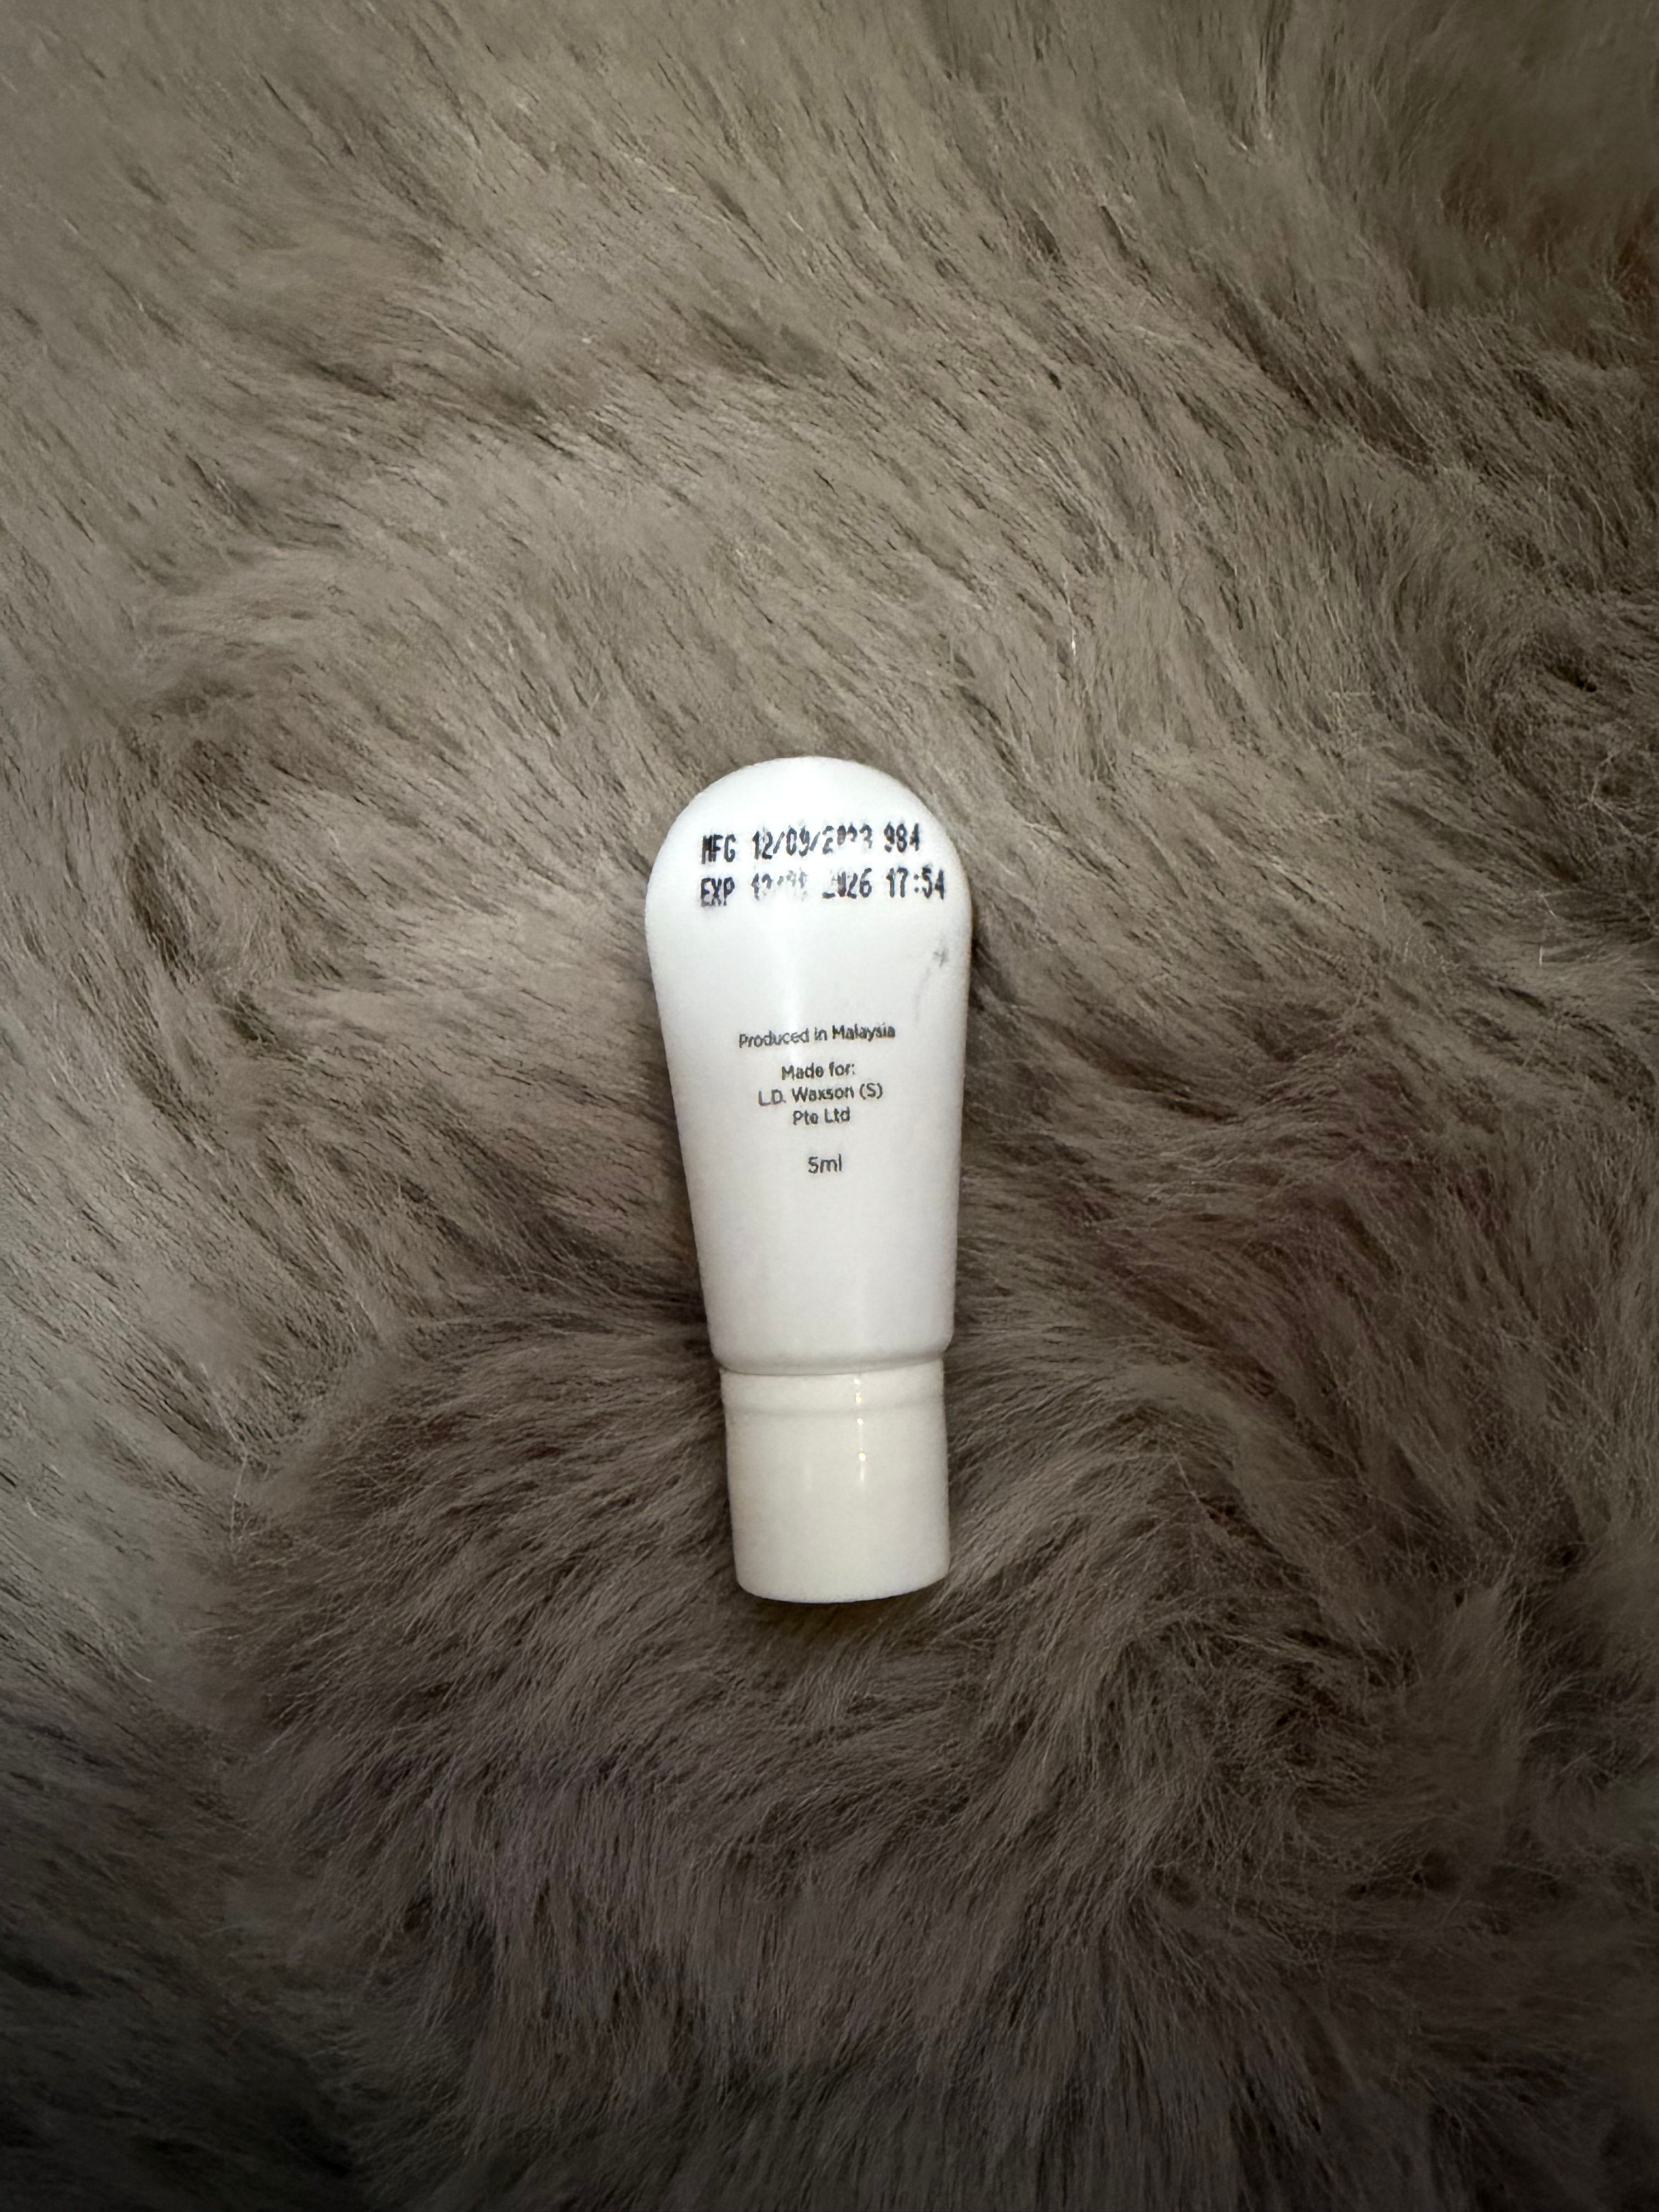 MFG 12/09/2023 984
EXP 2026 17:54
Produced in Malaysia
Made for:
L.D. Waxson (S)
Pte Ltd
5ml